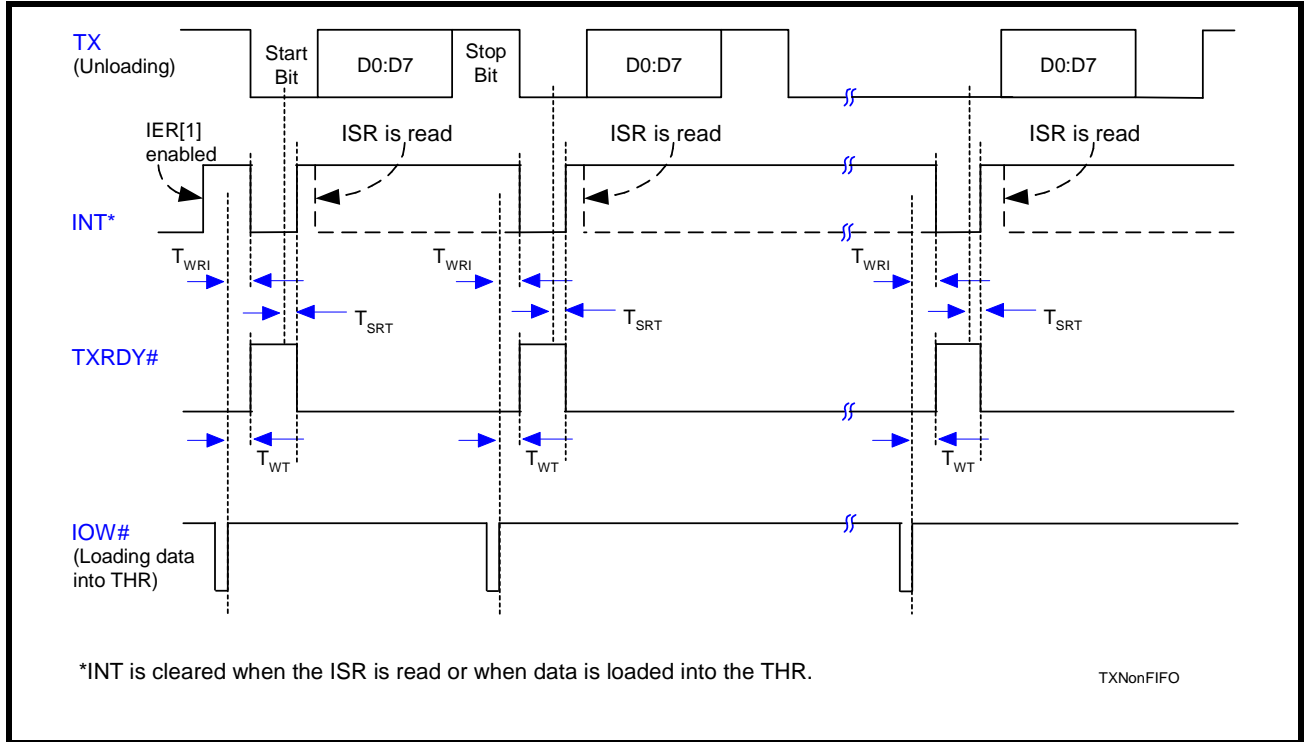 TX
(Unloading)
Start
Bit
D0:D7
Stop
Bit
D0:D7
D0:D7
IER[1]
enabled
ISR is read
ISR is read
ISR is read
INT*
TWRI
TWRI
TWRI
TSRT
TSRT
TSRT
TXRDY#
TWT
TWT
TWT
IOW#
(Loading data
into THR)
*INT is cleared when the ISR is read or when data is loaded into the THR.
TXNonFIFO